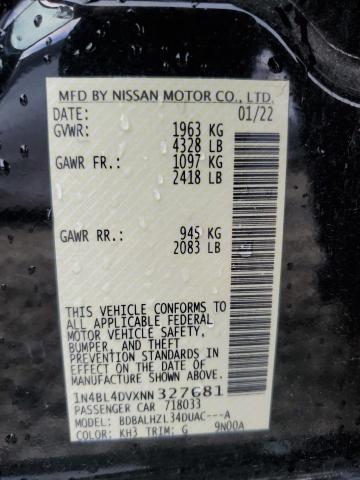 MFD BY NISSAN MOTOR CO., LTD.
DATE: 01/22
GVWR: 1963 KG
4328 LB
GAWR FR.: 1097 KG
2418 LB
GAWR RR.: 945 KG
2083 LB
THIS VEHICLE CONFORMS TO
ALL APPLICABLE FEDERAL
MOTOR VEHICLE SAFETY,
BUMPER, AND THEFT
PREVENTION STANDARDS
IN EFFECT ON THE DATE OF
MANUFACTURE SHOWN ABOVE.
1N4BL4DVXNN327681
PASSENGER CAR 718033
MODEL: BDBALHZL34DUAC---A
COLOR: KH3 TRIM: G 9N00A